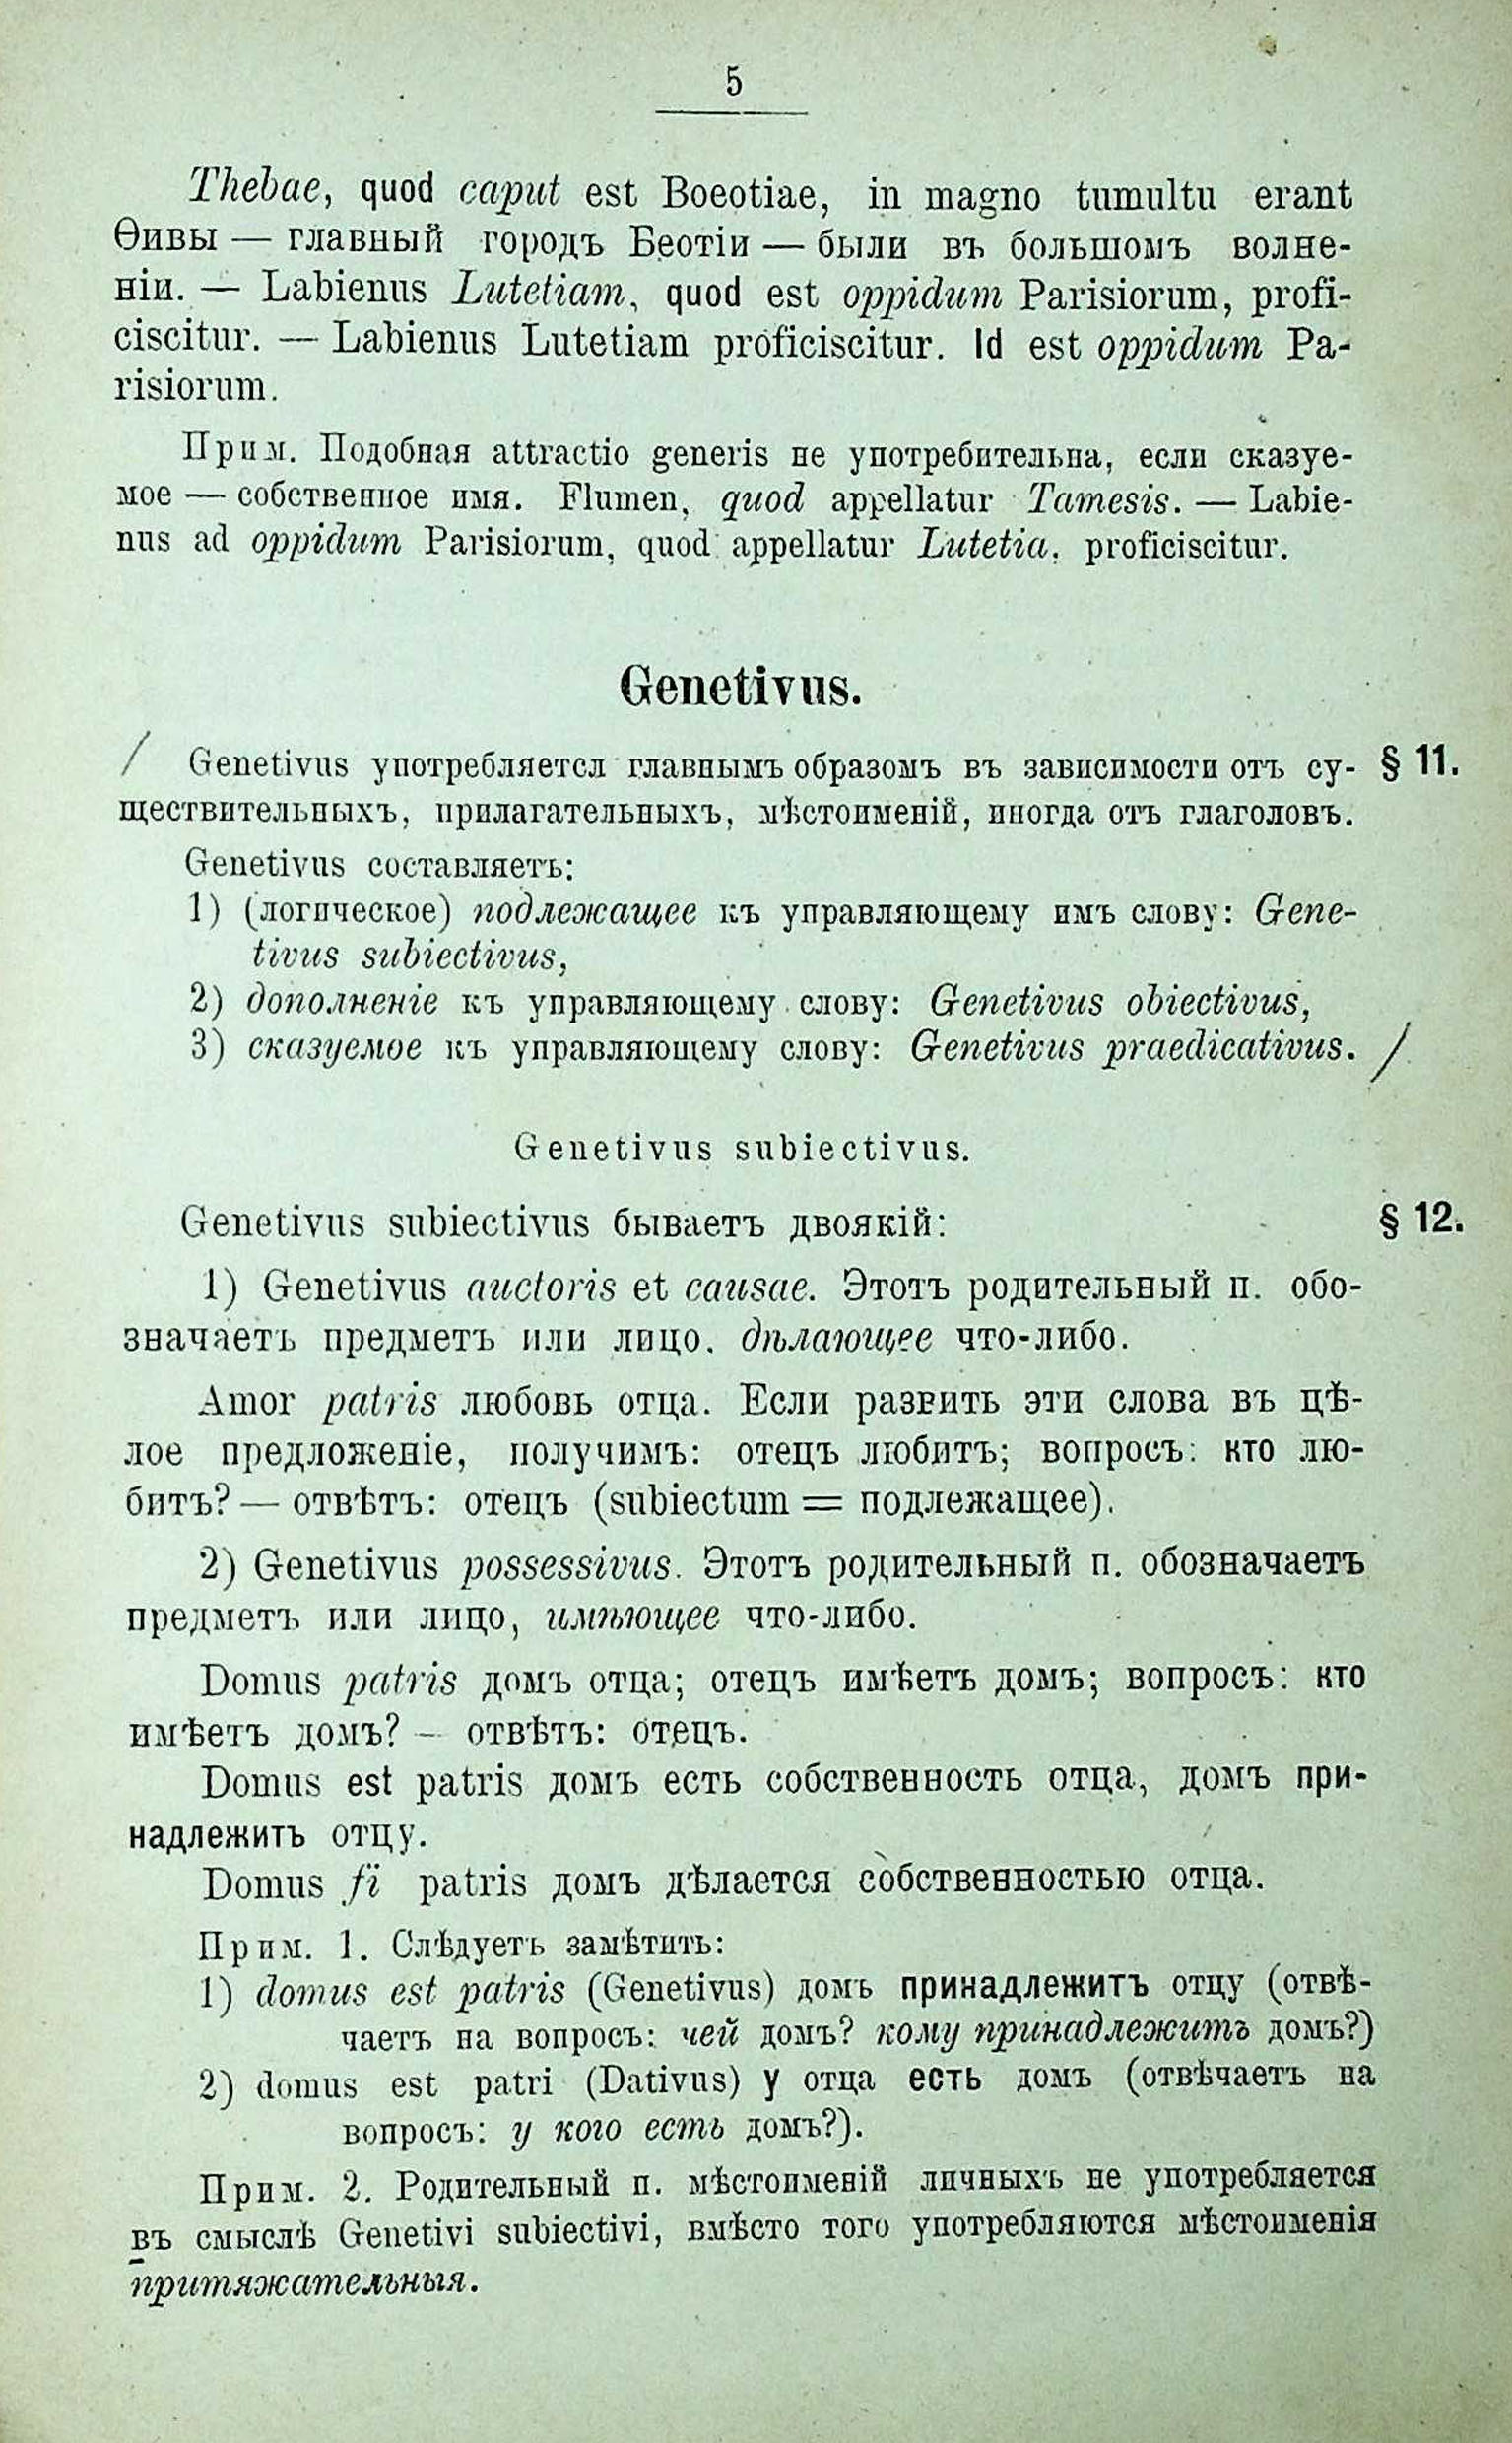 5
Thebae, quod caput est Boeotiae, in magno tumultu erant
Ѳивы — главный городъ Беотіи — были въ большомъ волне-
ніи. — Labienus Lutetiam, quod est oppidum Parisiorum, profi-
ciscitur. — Labienus Lutetiam proficiscitur. Id est oppidum Pa-
risiorum.
Прим. Подобная attractio generis не употребительна, если сказуе-
мое — собственное имя. Flumen, quod appellatur Tamesis. — Labie-
nus ad oppidum Parisiorum, quod appellatur Lutetia, proficiscitur.
Genetivus.
Genetivus употребляется главнымъ образомъ въ зависимости отъ су- § 11.
ществительныхъ, прилагательныхъ, мѣстоименій, иногда отъ глаголовъ.
Genetivus составляетъ:
1) (логическое) подлежащее къ управляющему имъ слову: Gene-
tivus subiectivus,
2) дополненіе къ управляющему слову: Genetivus obiectivus,
3) сказуемое къ управляющему слову: Genetivus praedicativus.
Genetivus subiectivus.
Genetivus subiectivus бываетъ двоякій: § 12.
1) Genetivus auctoris et causae. Этотъ родительный п. обо-
значаетъ предметъ или лицо, дѣлающее что-либо.
Amor patris любовь отца. Если развить эти слова въ цѣ-
лое предложеніе, получимъ: отецъ любитъ; вопросъ: кто лю-
битъ? — отвѣтъ: отецъ (subiectum = подлежащее).
2) Genetivus possessivus. Этотъ родительный п. обозначаетъ
предметъ или лицо, имѣющее что-либо.
Domus patris домъ отца; отецъ имѣетъ домъ; вопросъ: кто
имѣетъ домъ? — отвѣтъ: отецъ.
Domus est patris домъ есть собственность отца, домъ при-
надлежитъ отцу.
Domus fi patris домъ дѣлается собственностью отца.
Прим. 1. Слѣдуетъ замѣтить:
1) domus est patris (Genetivus) домъ принадлежитъ отцу (отвѣ-
чаетъ на вопросъ: чей домъ? кому принадлежитъ домъ?)
2) domus est patri (Dativus) у отца есть домъ (отвѣчаетъ на
вопросъ: у кого есть домъ?).
Прим. 2. Родительный п. мѣстоименій личныхъ не употребляется
въ смыслѣ Genetivi subiectivi, вмѣсто того употребляются мѣстоименія
притяжательныя.